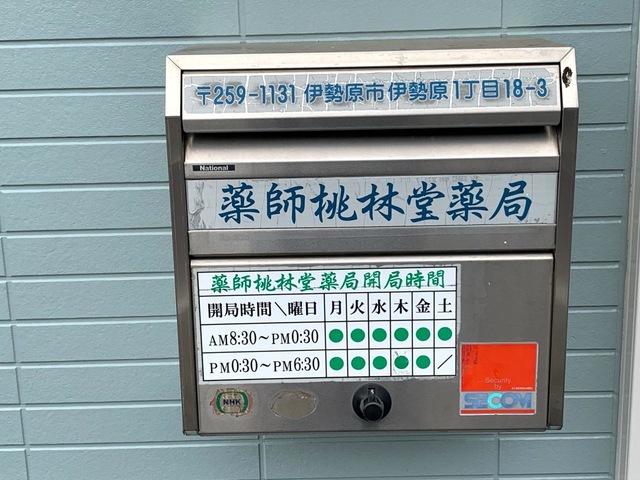 〒259-1131 伊勢原市伊勢原1丁目18-3
National
薬師桃林堂薬局
薬師桃林堂薬局開局時間
開局時間\曜日 月 火 水 木 金 土
AM8:30~PM0:30 ● ● ● ● ● ●
PM0:30~PM6:30 ● ● ● ● ● /
NHK
Security
by
SECOM